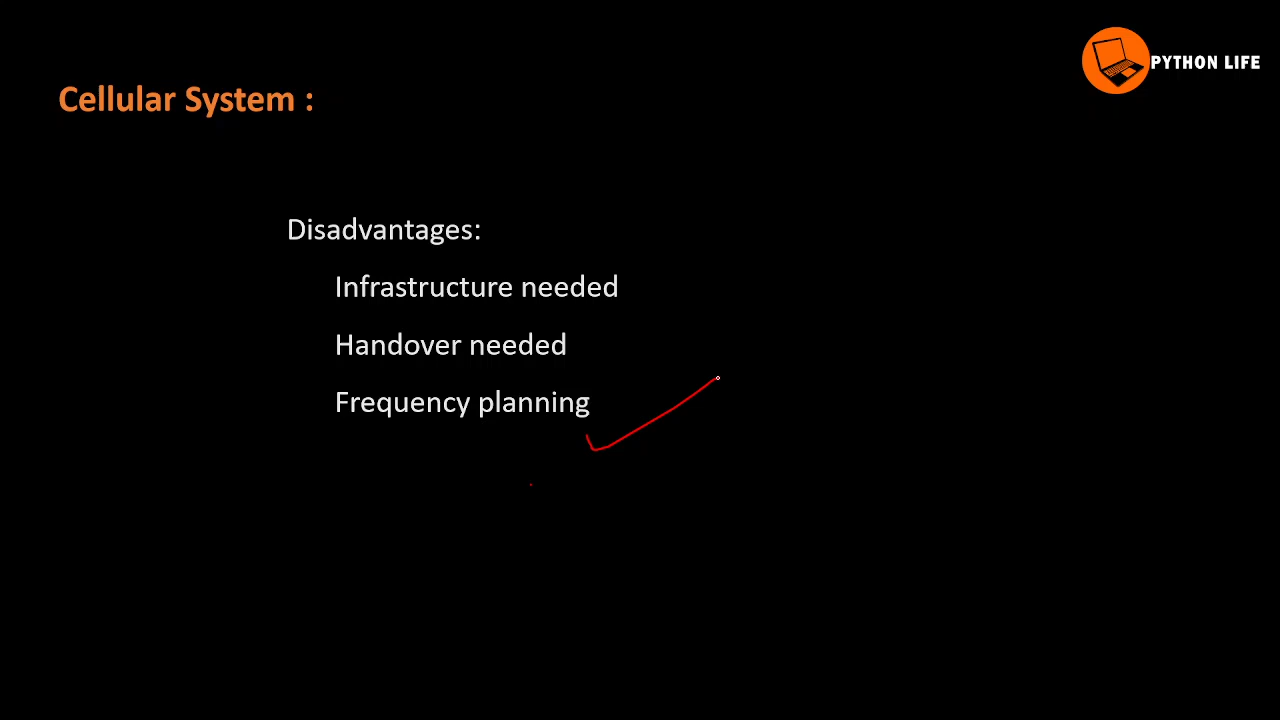 PYTHON LIFE
Cellular System :
Disadvantages:
Infrastructure needed
Handover needed
Frequency planning